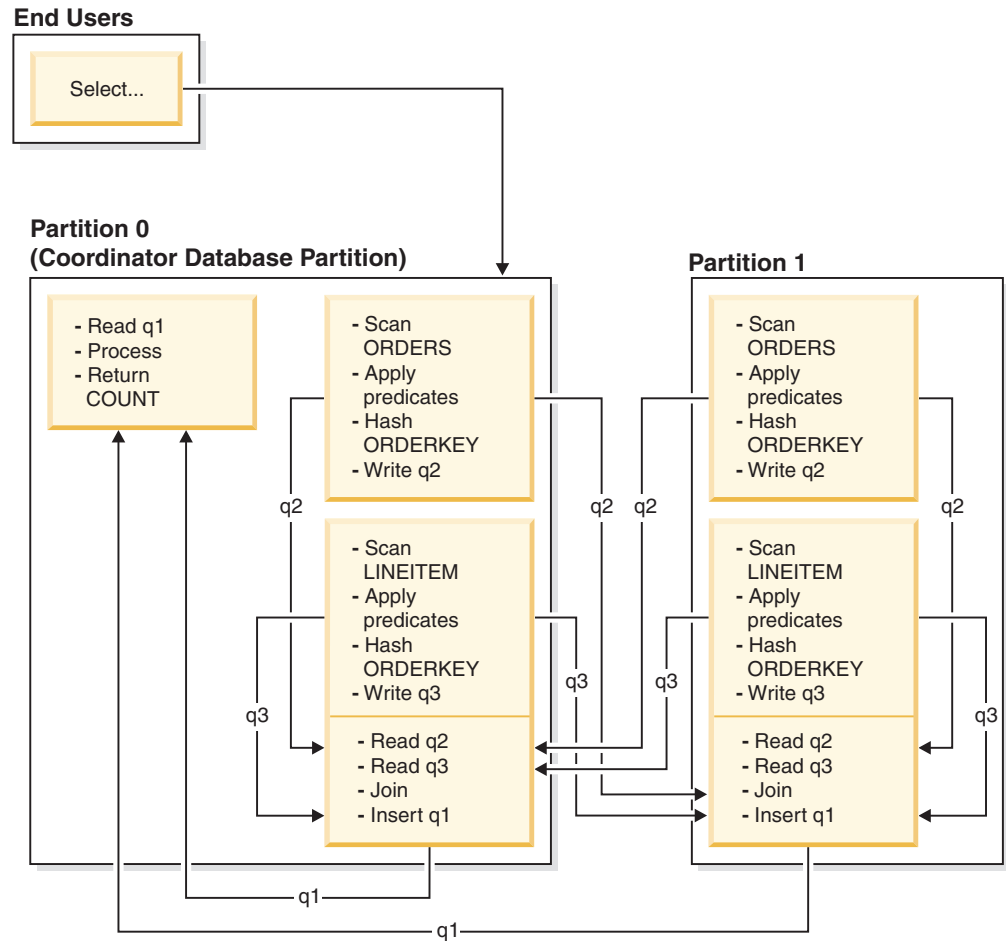 End Users
Select...
Partition 0
(Coordinator Database Partition)
- Read q1
- Process
- Return
COUNT
- Scan
ORDERS
- Apply
predicates
- Hash
ORDERKEY
- Write q2
Partition 1
- Scan
ORDERS
- Apply
predicates
- Hash
ORDERKEY
- Write q2
q2
q2
q2
q2
- Scan
LINEITEM
- Apply
predicates
- Hash
ORDERKEY
- Write q3
- Scan
LINEITEM
- Apply
predicates
- Hash
ORDERKEY
- Write q3
q3
q3
q3
q3
- Read q2
- Read q3
- Join
- Insert q1
- Read q2
- Read q3
- Join
- Insert q1
q1
q1